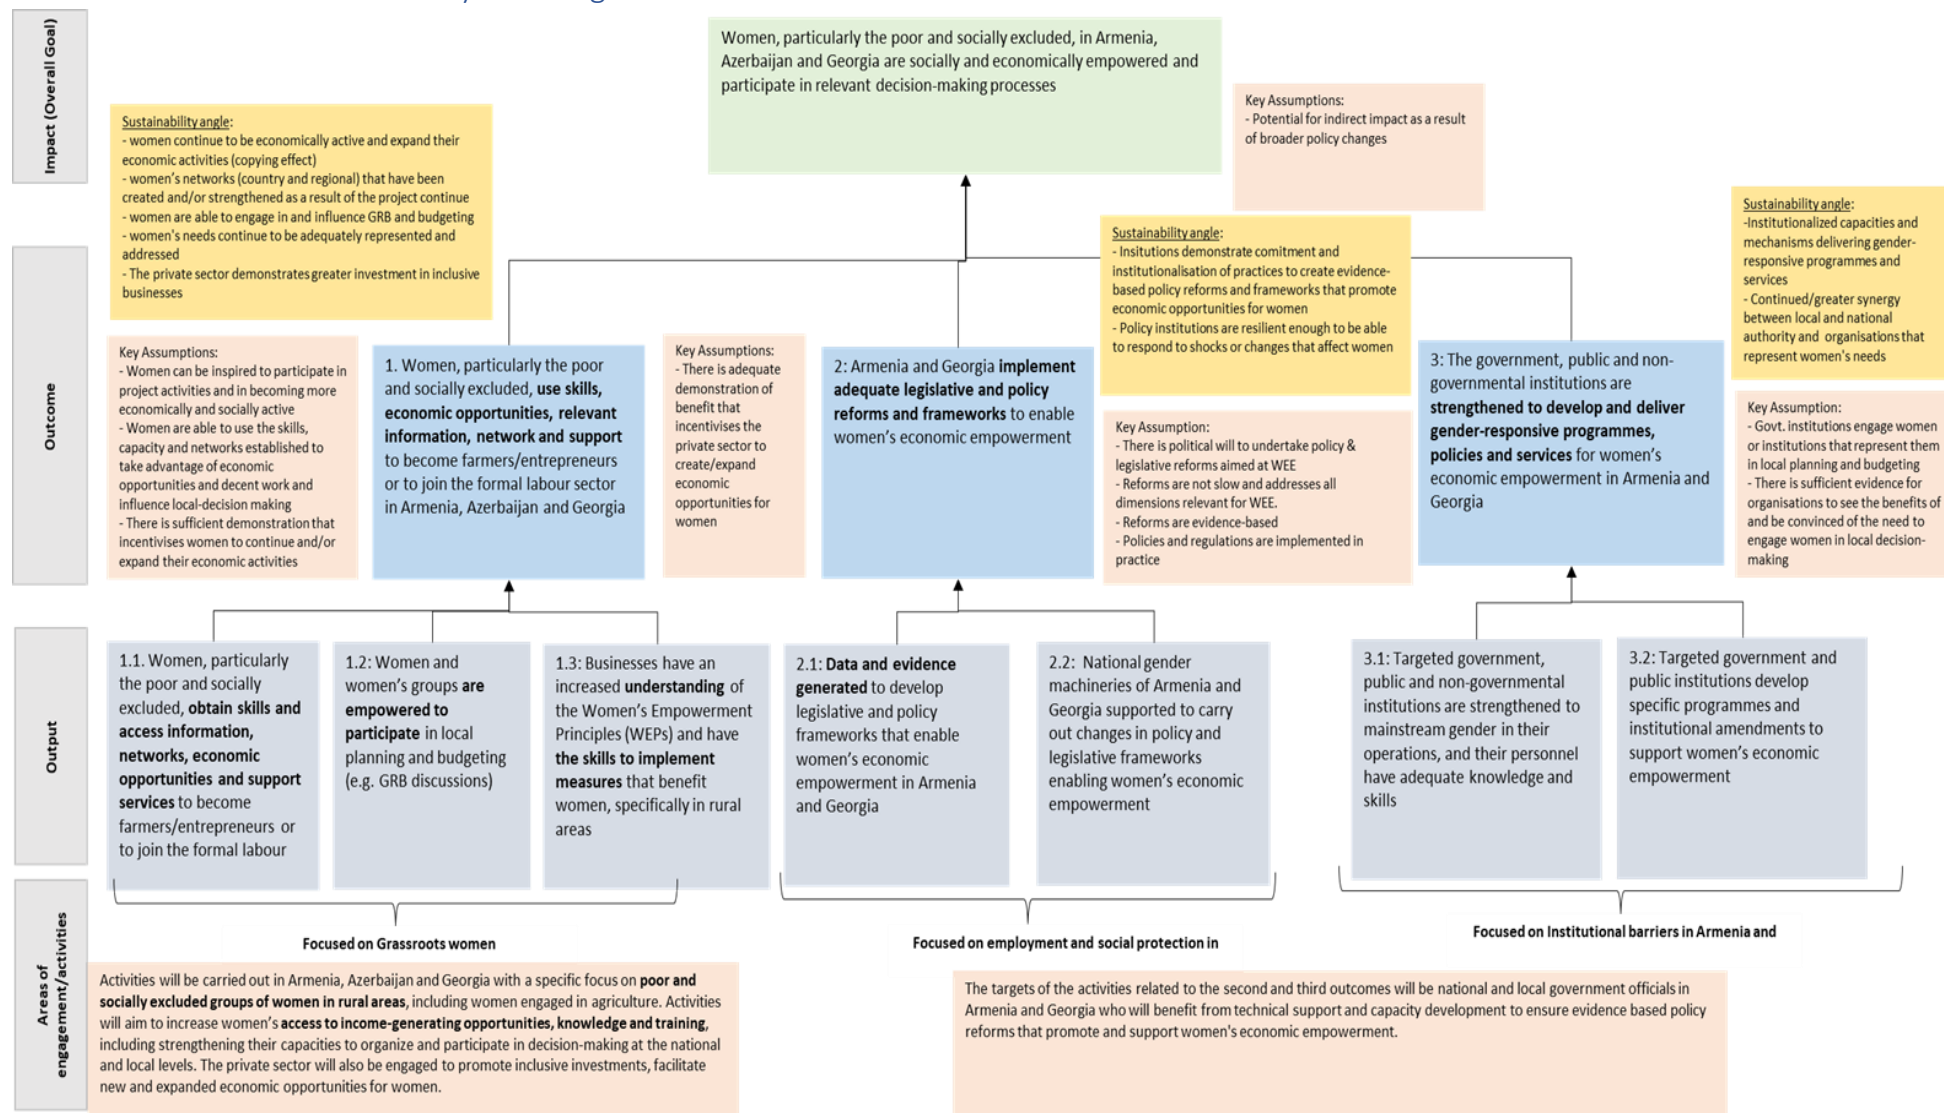 Impact (Overall Goal)
Women, particularly the poor and socially excluded, in Armenia,
Azerbaijan and Georgia are socially and economically empowered and
participate in relevant decision-making processes
Key Assumptions:
- Potential for indirect impact as a result
of broader policy changes
Sustainability angle:
- women continue to be economically active and expand their
economic activities (copying effect)
- women's networks (country and regional) that have been
created and/or strengthened as a result of the project continue
- women are able to engage in and influence GRB and budgeting
- women's needs continue to be adequately represented and
addressed
- The private sector demonstrates greater investment in inclusive
businesses
Sustainability angle:
- Insitutions demonstrate comitment and
institutionalisation of practices to create evidence-
based policy reforms and frameworks that promote
economic opportunities for women
- Policy institutions are resilient enough to be able
to respond to shocks or changes that affect women
Sustainability angle:
-Institutionalized capacities and
mechanisms delivering gender-
responsive programmes and
services
- Continued/greater synergy
between local and national
authority and organisations that
represent women's needs
Outcome
Key Assumptions:
- Women can be inspired to participate in
project activities and in becoming more
economically and socially active
- Women are able to use the skills,
capacity and networks established to
take advantage of economic
opportunities and decent work and
influence local-decision making
- There is sufficient demonstration that
incentivises women to continue and/or
expand their economic activities
1. Women, particularly the poor
and socially excluded, use skills,
economic opportunities, relevant
information, network and support
to become farmers/entrepreneurs
or to join the formal labour sector
in Armenia, Azerbaijan and Georgia
Key Assumptions:
- There is adequate
demonstration of
benefit that
incentivises the
private sector to
create/expand
economic
opportunities for
women
2: Armenia and Georgia implement
adequate legislative and policy
reforms and frameworks to enable
women's economic empowerment
Key Assumption:
- There is political will to undertake policy &
legislative reforms aimed at WEE
- Reforms are not slow and addresses all
dimensions relevant for WEE.
- Reforms are evidence-based
- Policies and regulations are implemented in
practice
3: The government, public and non-
governmental institutions are
strengthened to develop and deliver
gender-responsive programmes,
policies and services for women's
economic empowerment in Armenia and
Georgia
Key Assumption:
- Govt. institutions engage women
or institutions that represent them
in local planning and budgeting
- There is sufficient evidence for
organisations to see the benefits of
and be convinced of the need to
engage women in local decision-
making
Output
1.1. Women, particularly
the poor and socially
excluded, obtain skills and
access information,
networks, economic
opportunities and support
services to become
farmers/entrepreneurs or
to join the formal labour
1.2: Women and
women's groups are
empowered to
participate in local
planning and budgeting
(e.g. GRB discussions)
1.3: Businesses have an
increased understanding of
the Women's Empowerment
Principles (WEPs) and have
the skills to implement
measures that benefit
women, specifically in rural
areas
2.1: Data and evidence
generated to develop
legislative and policy
frameworks that enable
women's economic
empowerment in Armenia
and Georgia
2.2: National gender
machineries of Armenia and
Georgia supported to carry
out changes in policy and
legislative frameworks
enabling women's economic
empowerment
3.1: Targeted government,
public and non-governmental
institutions are strengthened to
mainstream gender in their
operations, and their personnel
have adequate knowledge and
skills
3.2: Targeted government and
public institutions develop
specific programmes and
institutional amendments to
support women's economic
empowerment
Areas of
engagement/activities
Focused on Grassroots women
Focused on employment and social protection in
Focused on Institutional barriers in Armenia and
Activities will be carried out in Armenia, Azerbaijan and Georgia with a specific focus on poor and
socially excluded groups of women in rural areas, including women engaged in agriculture. Activities
will aim to increase women's access to income-generating opportunities, knowledge and training,
including strengthening their capacities to organize and participate in decision-making at the national
and local levels. The private sector will also be engaged to promote inclusive investments, facilitate
new and expanded economic opportunities for women.
The targets of the activities related to the second and third outcomes will be national and local government officials in
Armenia and Georgia who will benefit from technical support and capacity development to ensure evidence based policy
reforms that promote and support women's economic empowerment.